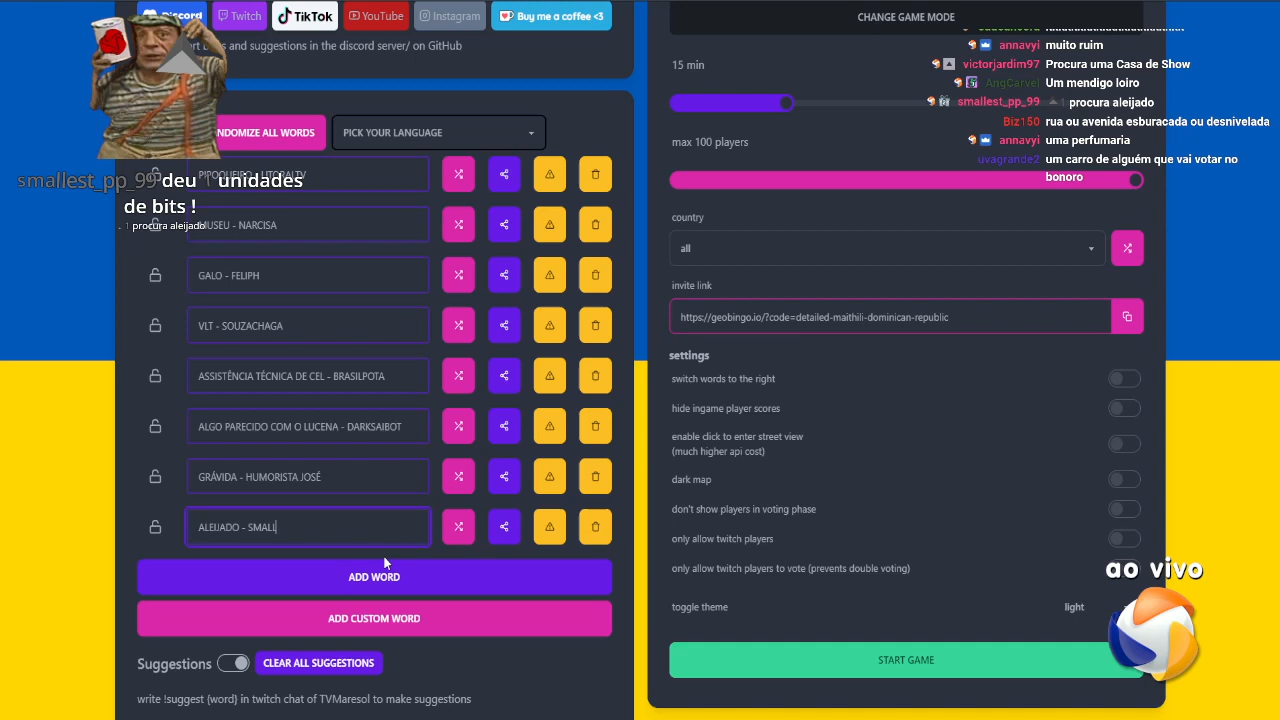 Discord
Twitch
TikTok
YouTube
Instagram
Buy me a coffee <3
and suggestions in the discord server/ on GitHub
NDOMIZE ALL WORDS
PICK YOUR LANGUAGE
smallest_pp_99 deu 1 unidades
de bits !
1 procura aleijado
MUSEU - NARCISA
GALO - FELIPH
VLT - SOUZACHAGA
ASSISTÊNCIA TÉCNICA DE CEL - BRASILPOTA
ALGO PARECIDO COM O LUCENA - DARKSAIBOT
GRÁVIDA - HUMORISTA JOSÉ
ALEIJADO - SMALL
ADD WORD
ADD CUSTOM WORD
Suggestions
CLEAR ALL SUGGESTIONS
write !suggest (word) in twitch chat of TVMaresol to make suggestions
CHANGE GAME MODE
annavyi muito ruim
victorjardim97 Procura uma Casa de Show
AngCarvel Um mendigo loiro
smallest_pp_99 1 procura aleijado
Biz150 rua ou avenida esburacada ou desnivelada
annavyi uma perfumaria
uvagrande2 um carro de alguém que vai votar no
bonoro
15 min
max 100 players
country
all
invite link
https://geobingo.io/?code=detailed-maithili-dominican-republic
settings
switch words to the right
hide ingame player scores
enable click to enter street view
(much higher api cost)
dark map
don't show players in voting phase
only allow twitch players
only allow twitch players to vote (prevents double voting)
toggle theme
light
START GAME
ao vivo